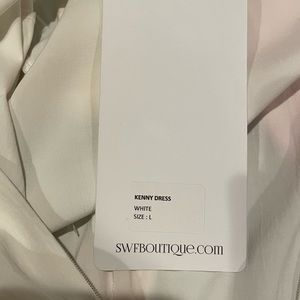 KENNY DRESS
WHITE
SIZE : L
SWFBOUTIQUE.COM